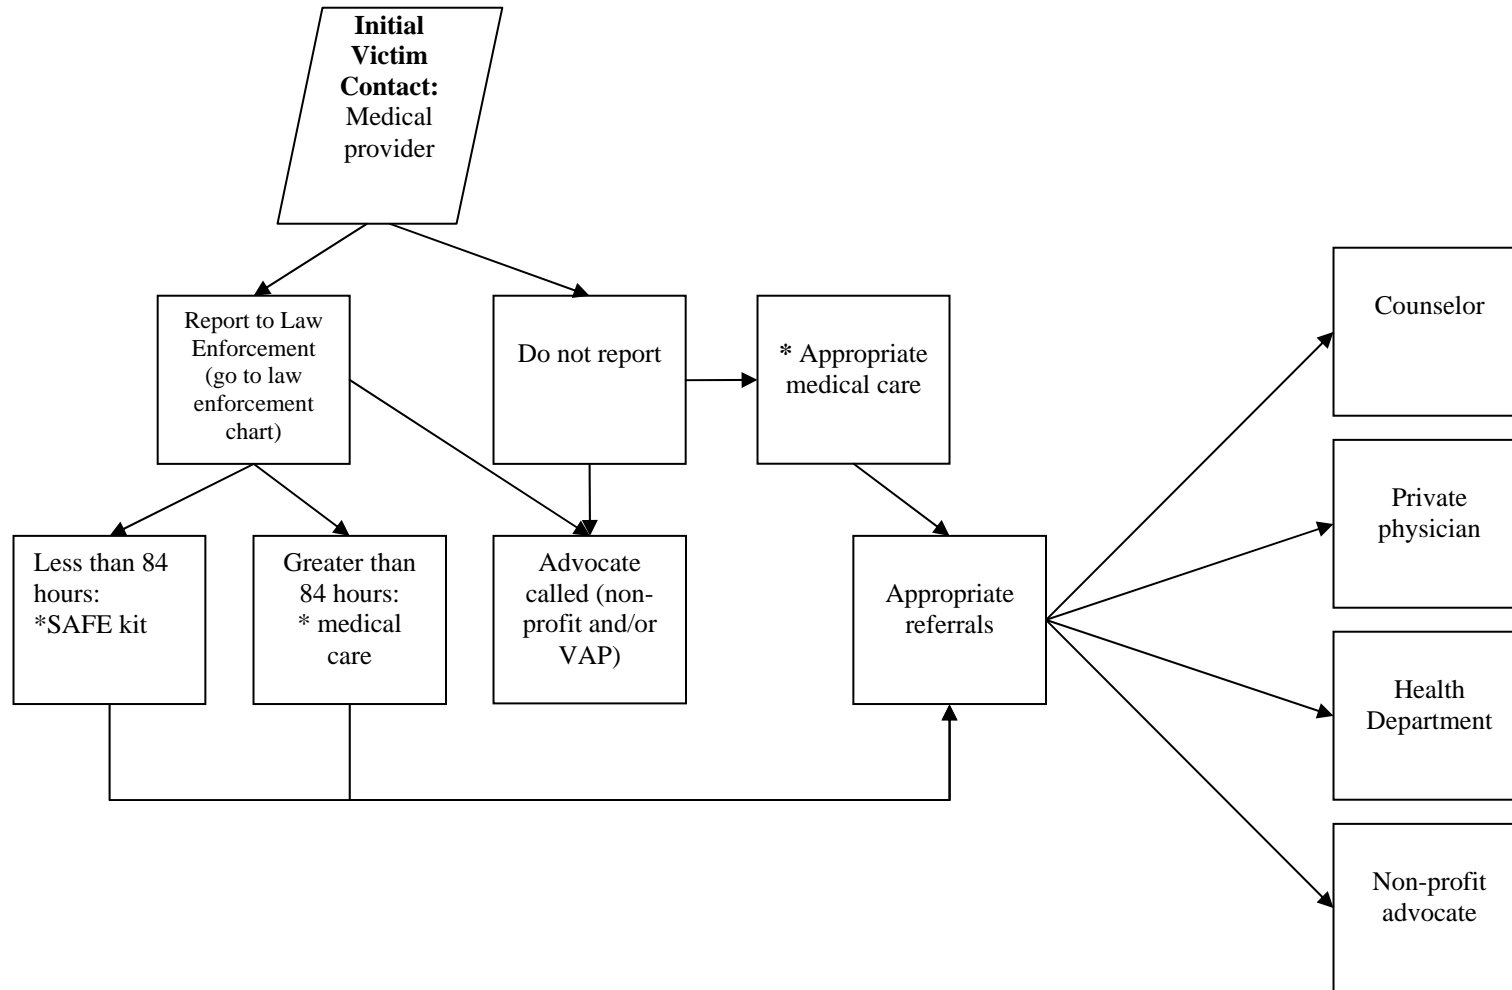 Initial
Victim
Contact:
Medical
provider
Report to Law
Enforcement
(go to law
enforcement
chart)
Do not report
* Appropriate
medical care
Counselor
Private
physician
Less than 84
hours:
*SAFE kit
Greater than
84 hours:
* medical
care
Advocate
called (non-
profit and/or
VAP)
Appropriate
referrals
Health
Department
Non-profit
advocate